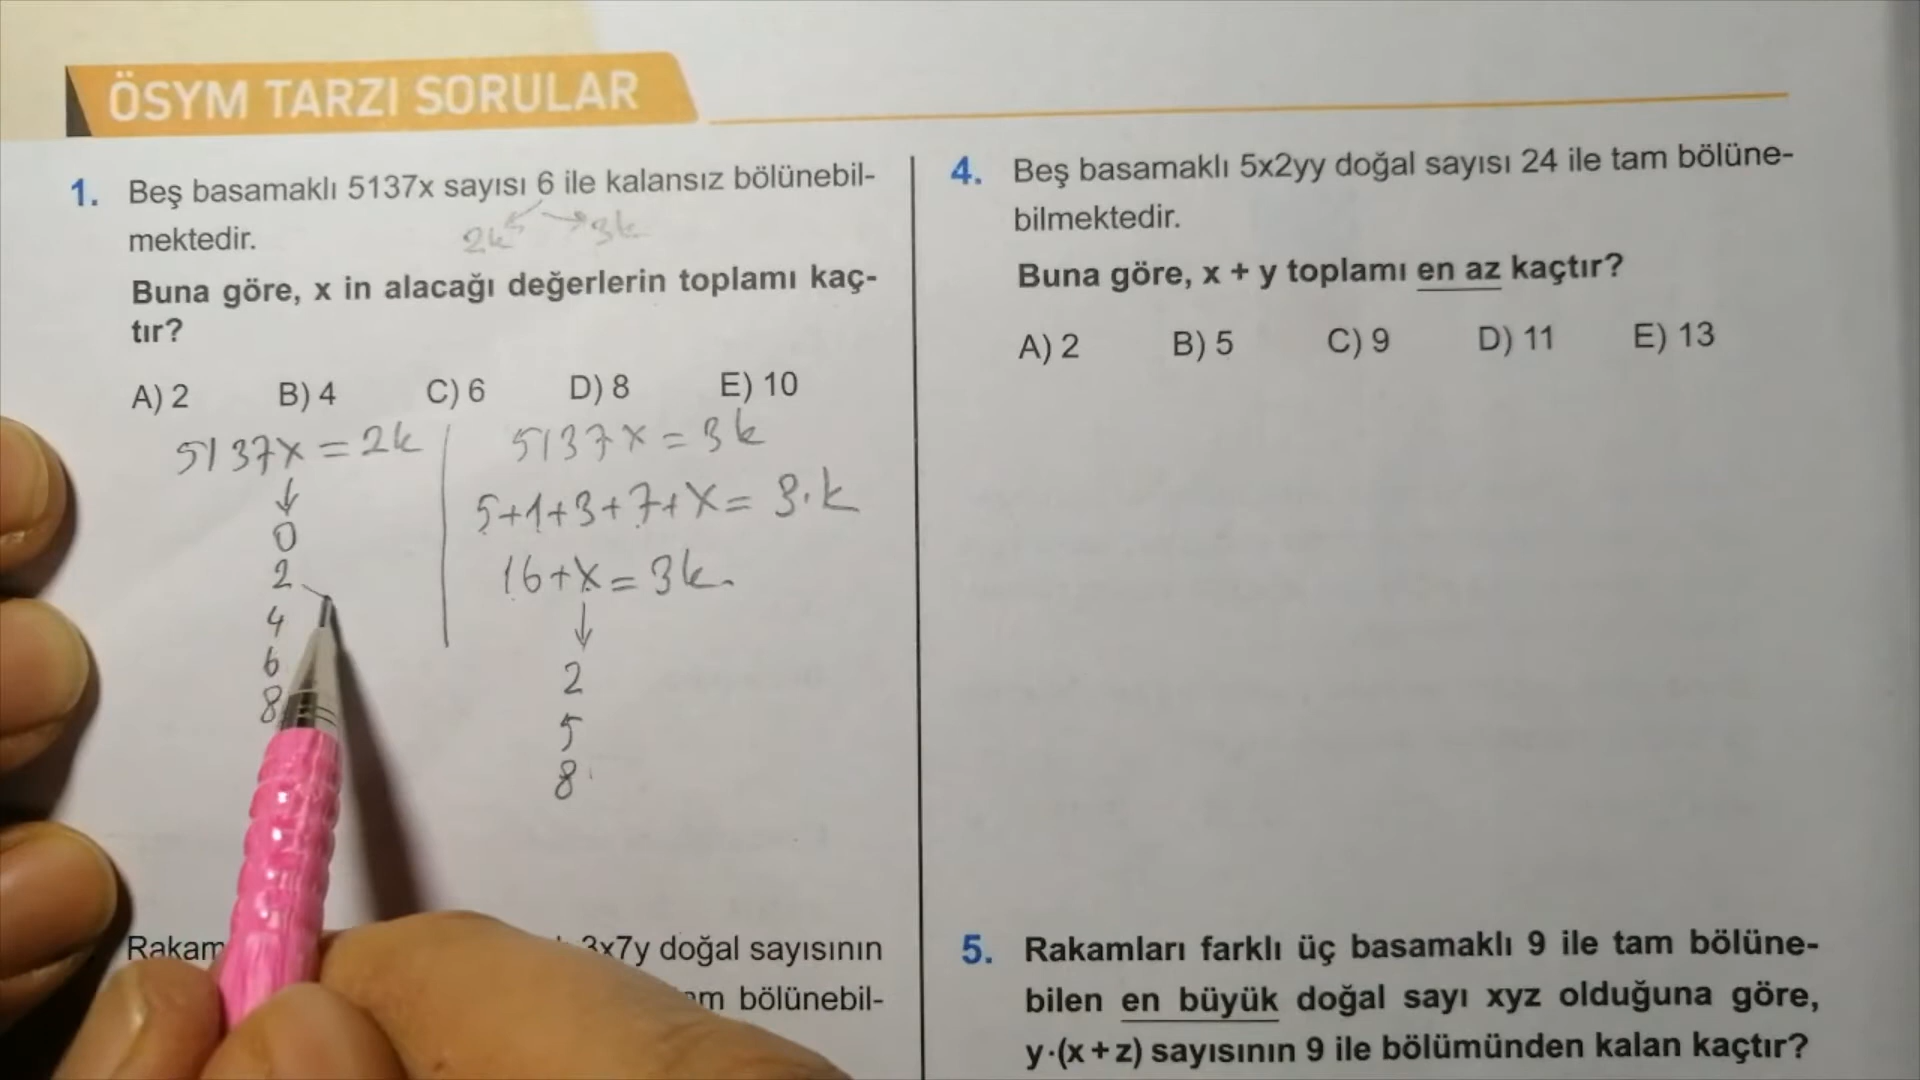 ÖSYM TARZI SORULAR
1. Beş basamaklı 5137x sayısı 6 ile kalansız bölünebil-
mektedir.
2k 3k
Buna göre, x in alacağı değerlerin toplamı kaç-
tır?
A) 2 B) 4 C) 6 D) 8 E) 10
5137x = 2k
0
2
4
6
8
5137x = 3k
5+1+3+7+x = 3.k
16+x = 3k.
2
5
8
3x7y doğal sayısının
bölünebil-
4. Beş basamaklı 5x2yy doğal sayısı 24 ile tam bölüne-
bilmektedir.
Buna göre, x + y toplamı en az kaçtır?
A) 2 B) 5 C) 9 D) 11 E) 13
5. Rakamları farklı üç basamaklı 9 ile tam bölüne-
bilen en büyük doğal sayı xyz olduğuna göre,
y·(x+z) sayısının 9 ile bölümünden kalan kaçtır?